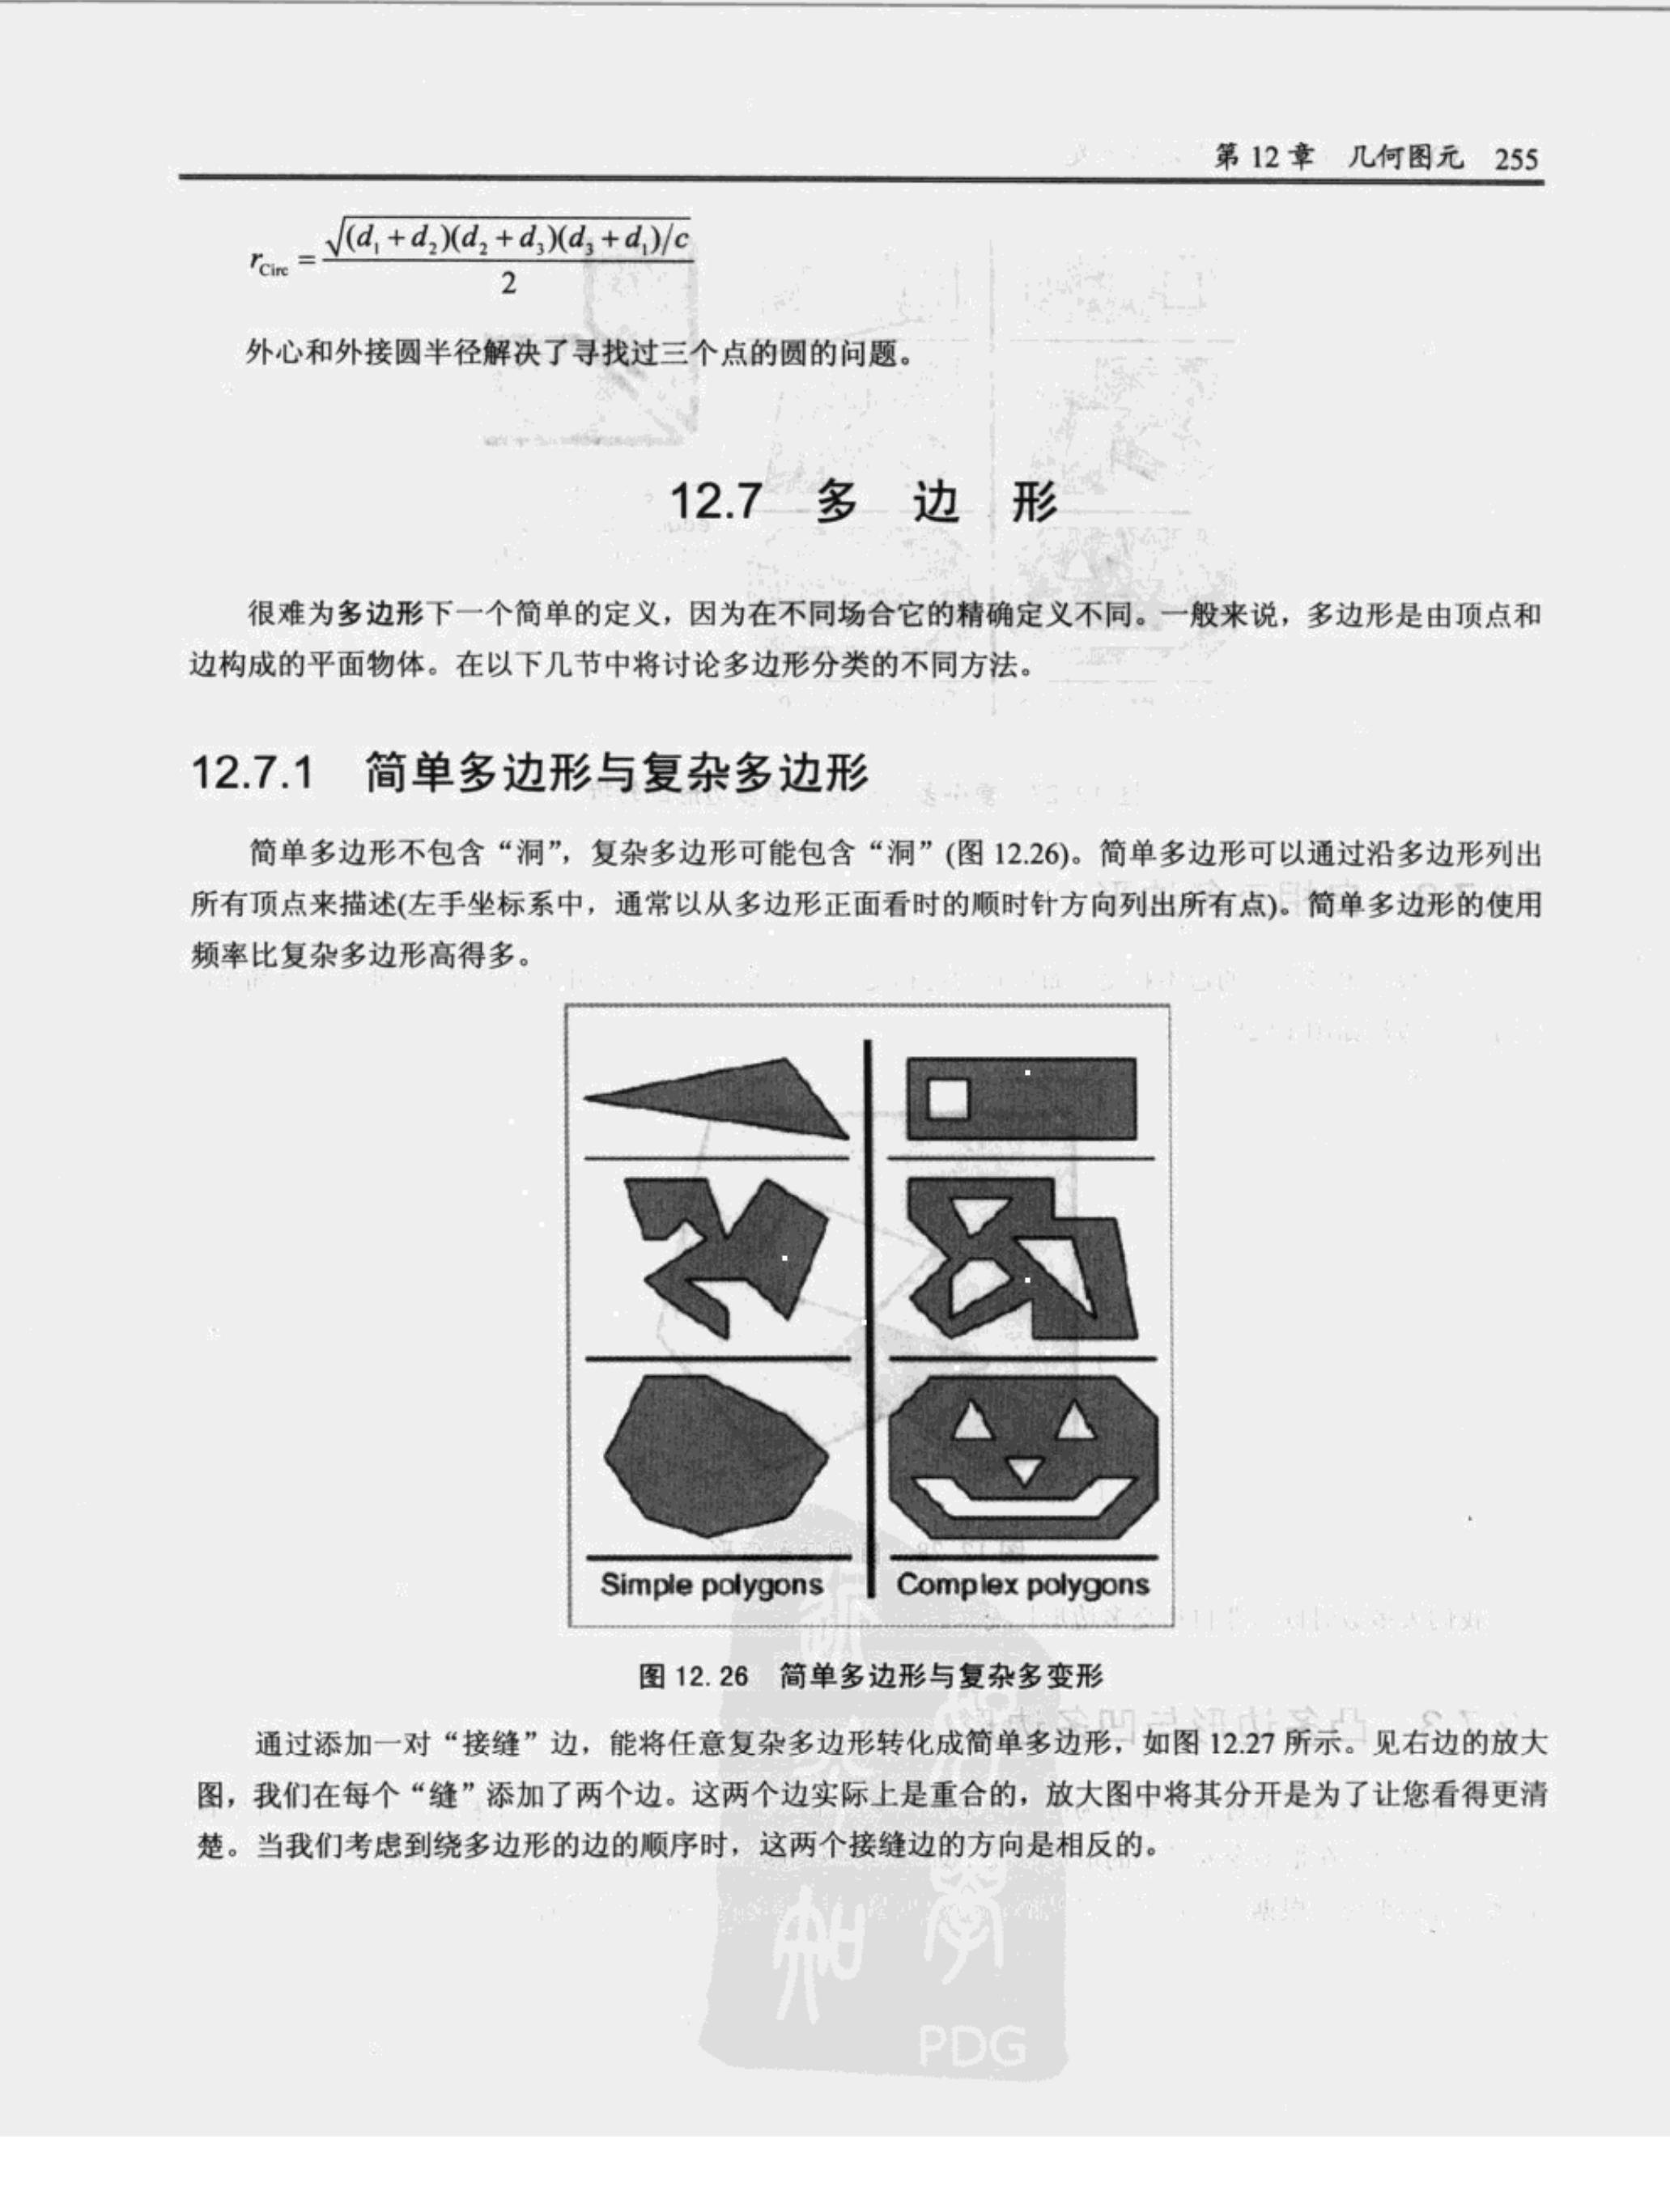 第 12 章　几何图元　255
r_Circ = √((d₁+d₂)(d₂+d₃)(d₃+d₁)/c) / 2
外心和外接圆半径解决了寻找过三个点的圆的问题。
12.7　多　边　形
很难为多边形下一个简单的定义，因为在不同场合它的精确定义不同。一般来说，多边形是由顶点和
边构成的平面物体。在以下几节中将讨论多边形分类的不同方法。
12.7.1　简单多边形与复杂多边形
简单多边形不包含“洞”，复杂多边形可能包含“洞”(图 12.26)。简单多边形可以通过沿多边形列出
所有顶点来描述(左手坐标系中，通常以从多边形正面看时的顺时针方向列出所有点)。简单多边形的使用
频率比复杂多边形高得多。
Simple polygons　Complex polygons
图 12.26　简单多边形与复杂多变形
通过添加一对“接缝”边，能将任意复杂多边形转化成简单多边形，如图 12.27 所示。见右边的放大
图，我们在每个“缝”添加了两个边。这两个边实际上是重合的，放大图中将其分开是为了让您看得更清
楚。当我们考虑到绕多边形的边的顺序时，这两个接缝边的方向是相反的。
PDG